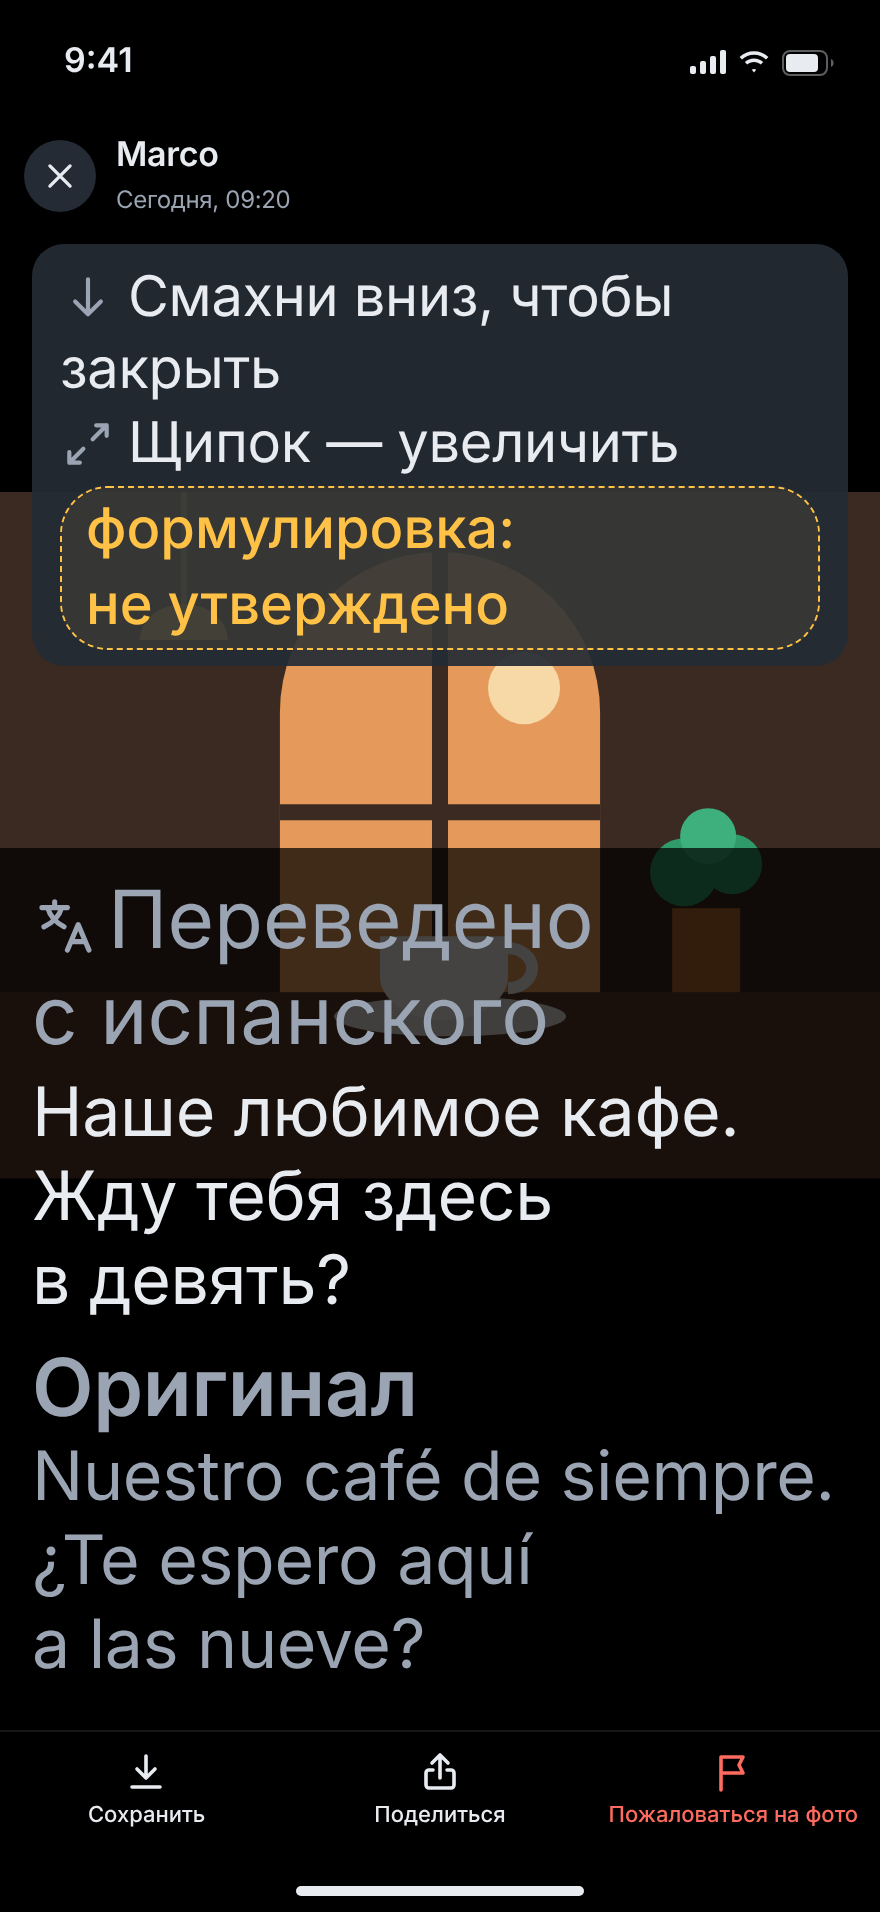 9:41
Marco
Сегодня, 09:20
Смахни вниз, чтобы
закрыть
Щипок — увеличить
формулировка:
не утверждено
Переведено
с испанского
Наше любимое кафе.
Жду тебя здесь
в девять?
Оригинал
Nuestro café de siempre.
¿Te espero aquí
a las nueve?
Сохранить
Поделиться
Пожаловаться на фото